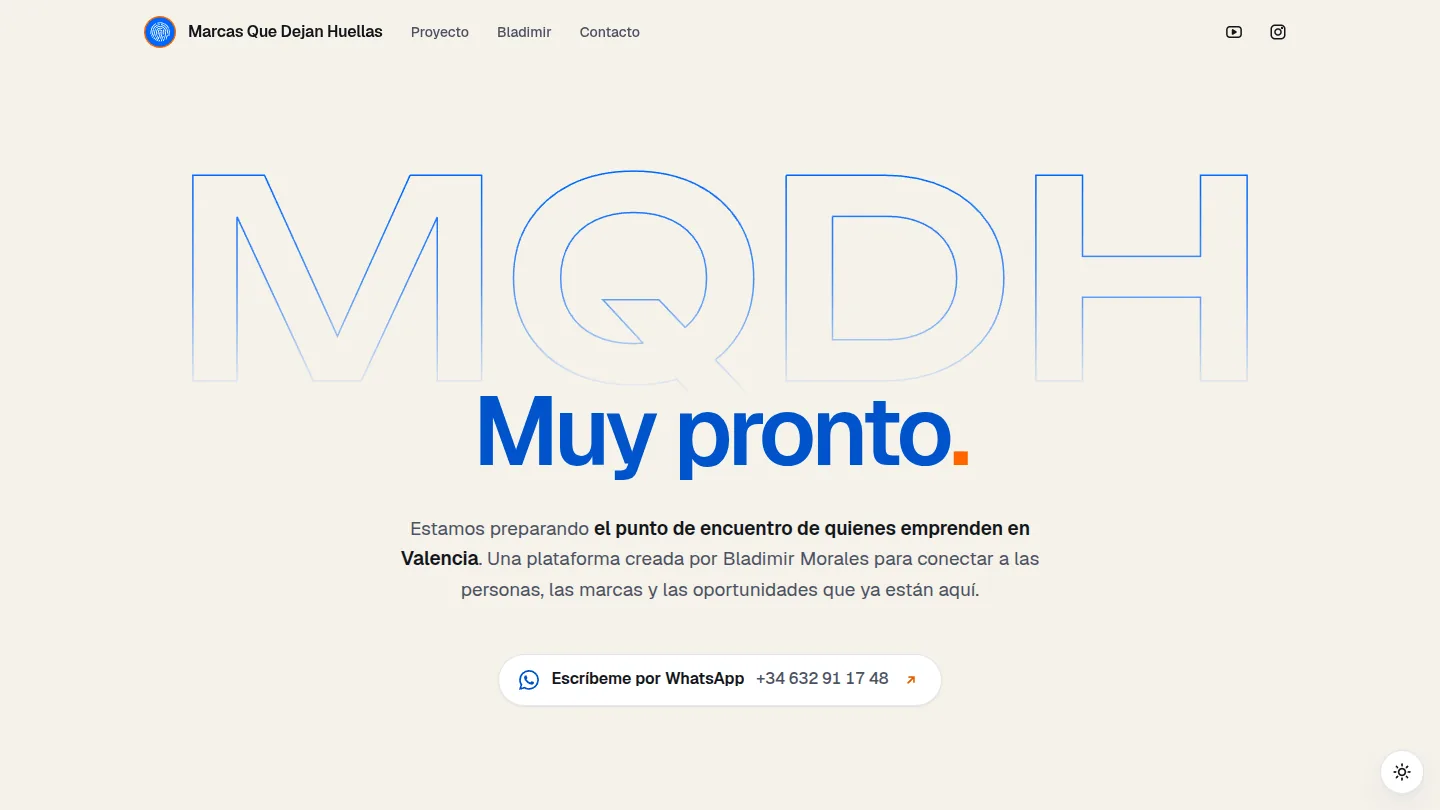 Marcas Que Dejan Huellas Proyecto Bladimir Contacto
MQDH
Muy pronto.
Estamos preparando el punto de encuentro de quienes emprenden en
Valencia. Una plataforma creada por Bladimir Morales para conectar a las
personas, las marcas y las oportunidades que ya están aquí.
Escríbeme por WhatsApp +34 632 91 17 48